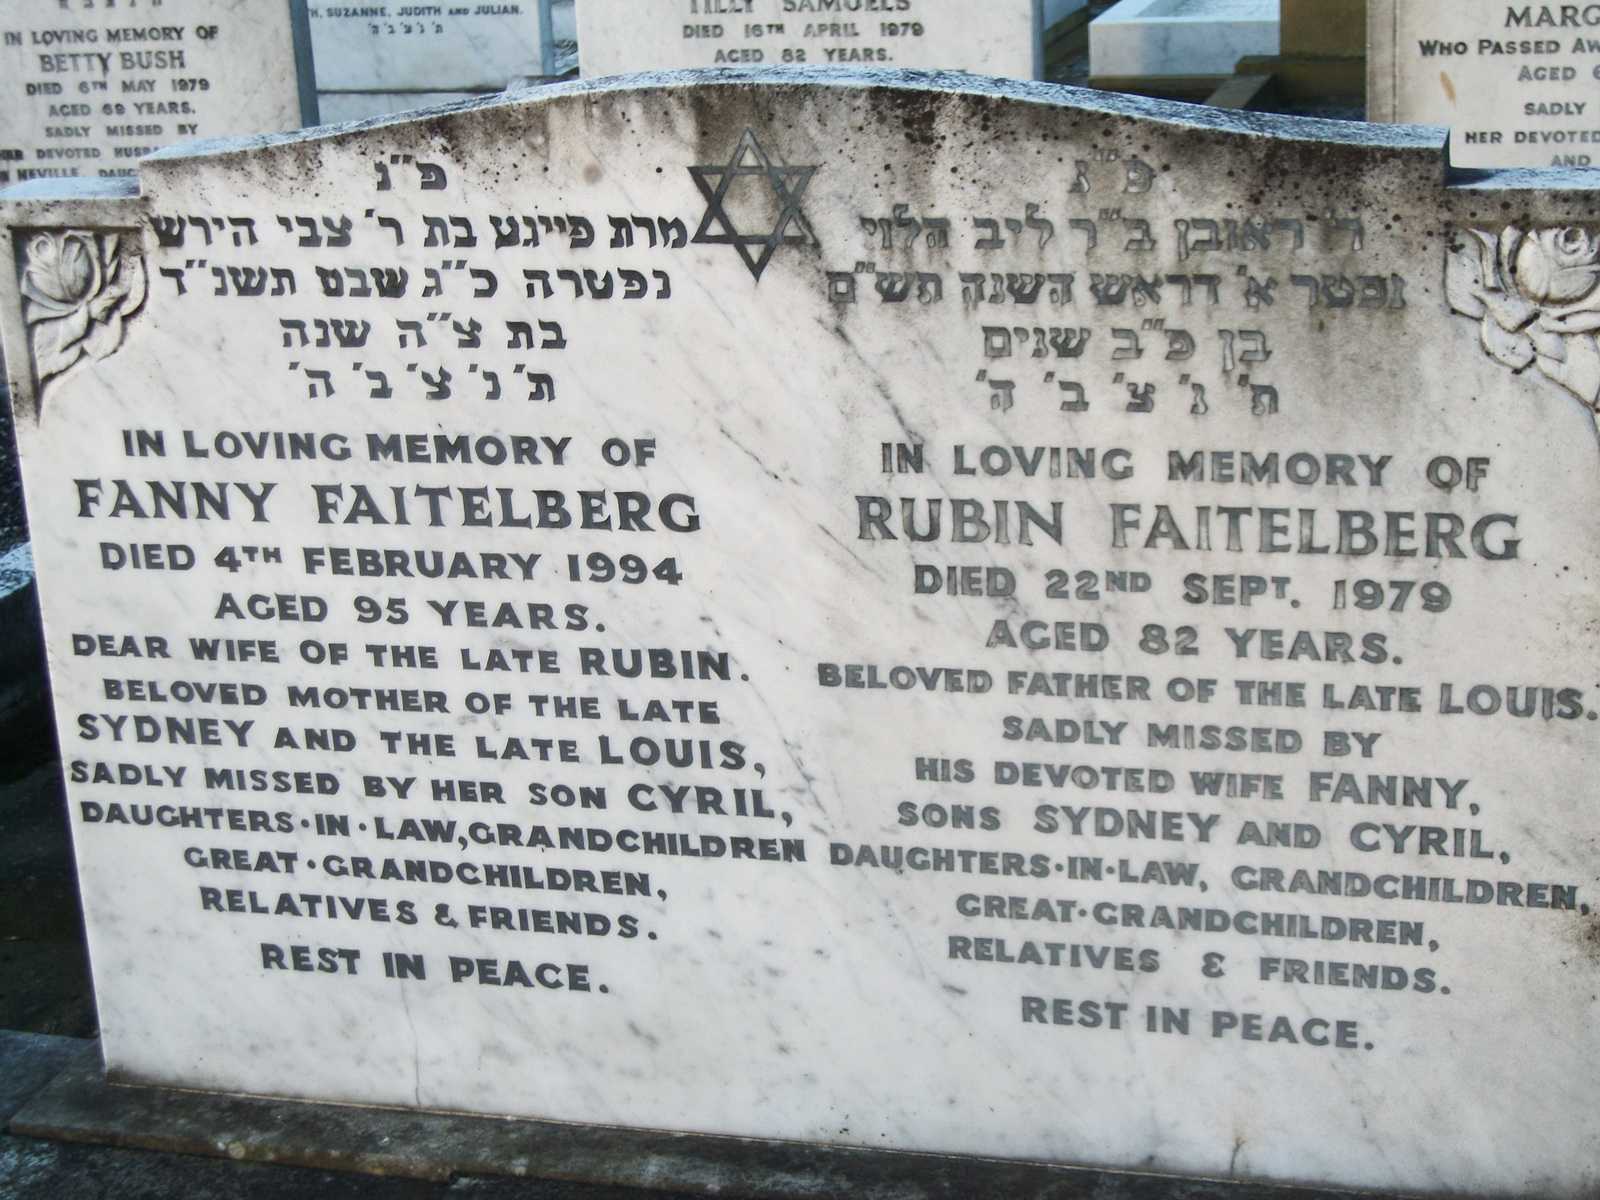 תנצבה
IN LOVING MEMORY OF
BETTY BUSH
DIED 6TH MAY 1979
AGED 69 YEARS.
SADLY MISSED BY
DEVOTED
NEVILLE,
SUZANNE, JUDITH AND JULIAN.
ת' נ' צ' ב' ה'
TILLY SAMUELS
DIED 16TH APRIL 1979
AGED 82 YEARS.
WHO PASSED
AGED
SADLY
HER DEVOTED
AND
פ"נ
מרת פייגט בת ר' צבי הירש
נפטרה כ"ג שבט תשנ"ד
בת צ"ה שנה
ת' נ' צ' ב' ה'
IN LOVING MEMORY OF
FANNY FAITELBERG
DIED 4TH FEBRUARY 1994
AGED 95 YEARS.
DEAR WIFE OF THE LATE RUBIN.
BELOVED MOTHER OF THE LATE
SYDNEY AND THE LATE LOUIS,
SADLY MISSED BY HER SON CYRIL,
DAUGHTERS·IN·LAW, GRANDCHILDREN
GREAT·GRANDCHILDREN,
RELATIVES & FRIENDS.
REST IN PEACE.
פ"נ
ר' ראובן ב"ר ליב הלוי
נפטר א' דראש השנה תש"ם
בן פ"ב שנים
ת' נ' צ' ב' ה'
IN LOVING MEMORY OF
RUBIN FAITELBERG
DIED 22ND SEPT. 1979
AGED 82 YEARS.
BELOVED FATHER OF THE LATE LOUIS.
SADLY MISSED BY
HIS DEVOTED WIFE FANNY,
SONS SYDNEY AND CYRIL,
DAUGHTERS·IN·LAW, GRANDCHILDREN,
GREAT·GRANDCHILDREN,
RELATIVES & FRIENDS.
REST IN PEACE.